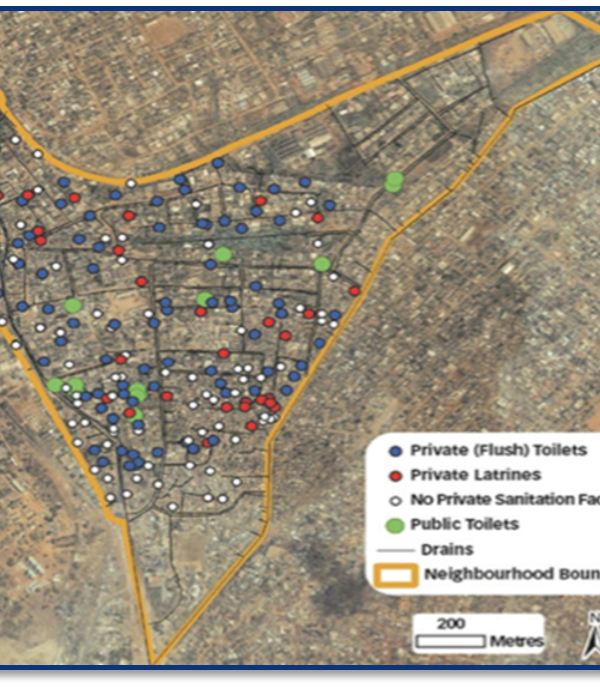 Private (Flush) Toilets
Private Latrines
No Private Sanitation Fac
Public Toilets
Drains
Neighbourhood Boun
200
Metres
N